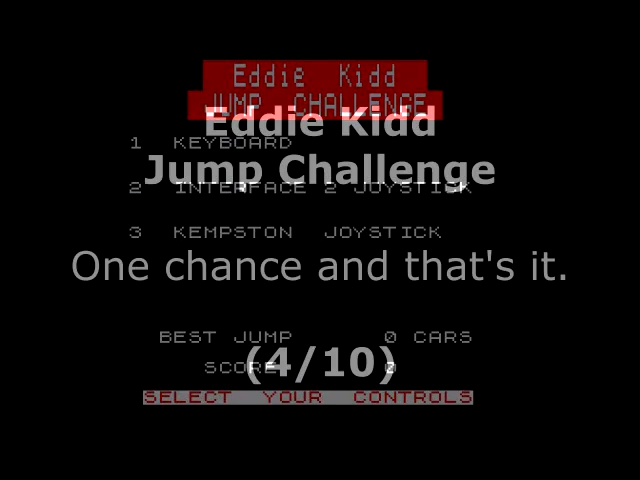 Eddie Kidd
JUMP CHALLENGE
Eddie Kidd
1 KEYBOARD
Jump Challenge
2 INTERFACE 2 JOYSTICK
3 KEMPSTON JOYSTICK
One chance and that's it.
BEST JUMP 0 CARS
(4/10)
SCORE 0
SELECT YOUR CONTROLS